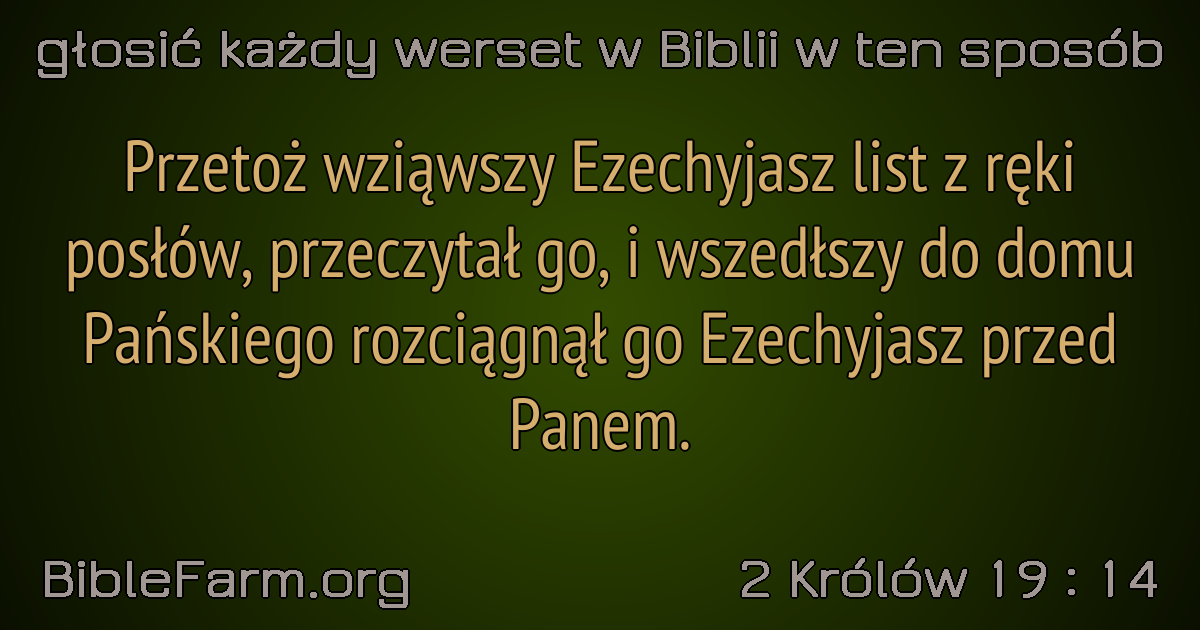 głosić każdy werset w Biblii w ten sposób
Przetoż wziąwszy Ezechyjasz list z ręki
posłów, przeczytał go, i wszedłszy do domu
Pańskiego rozciągnął go Ezechyjasz przed
Panem.
BibleFarm.org
2 Królów 19 : 14